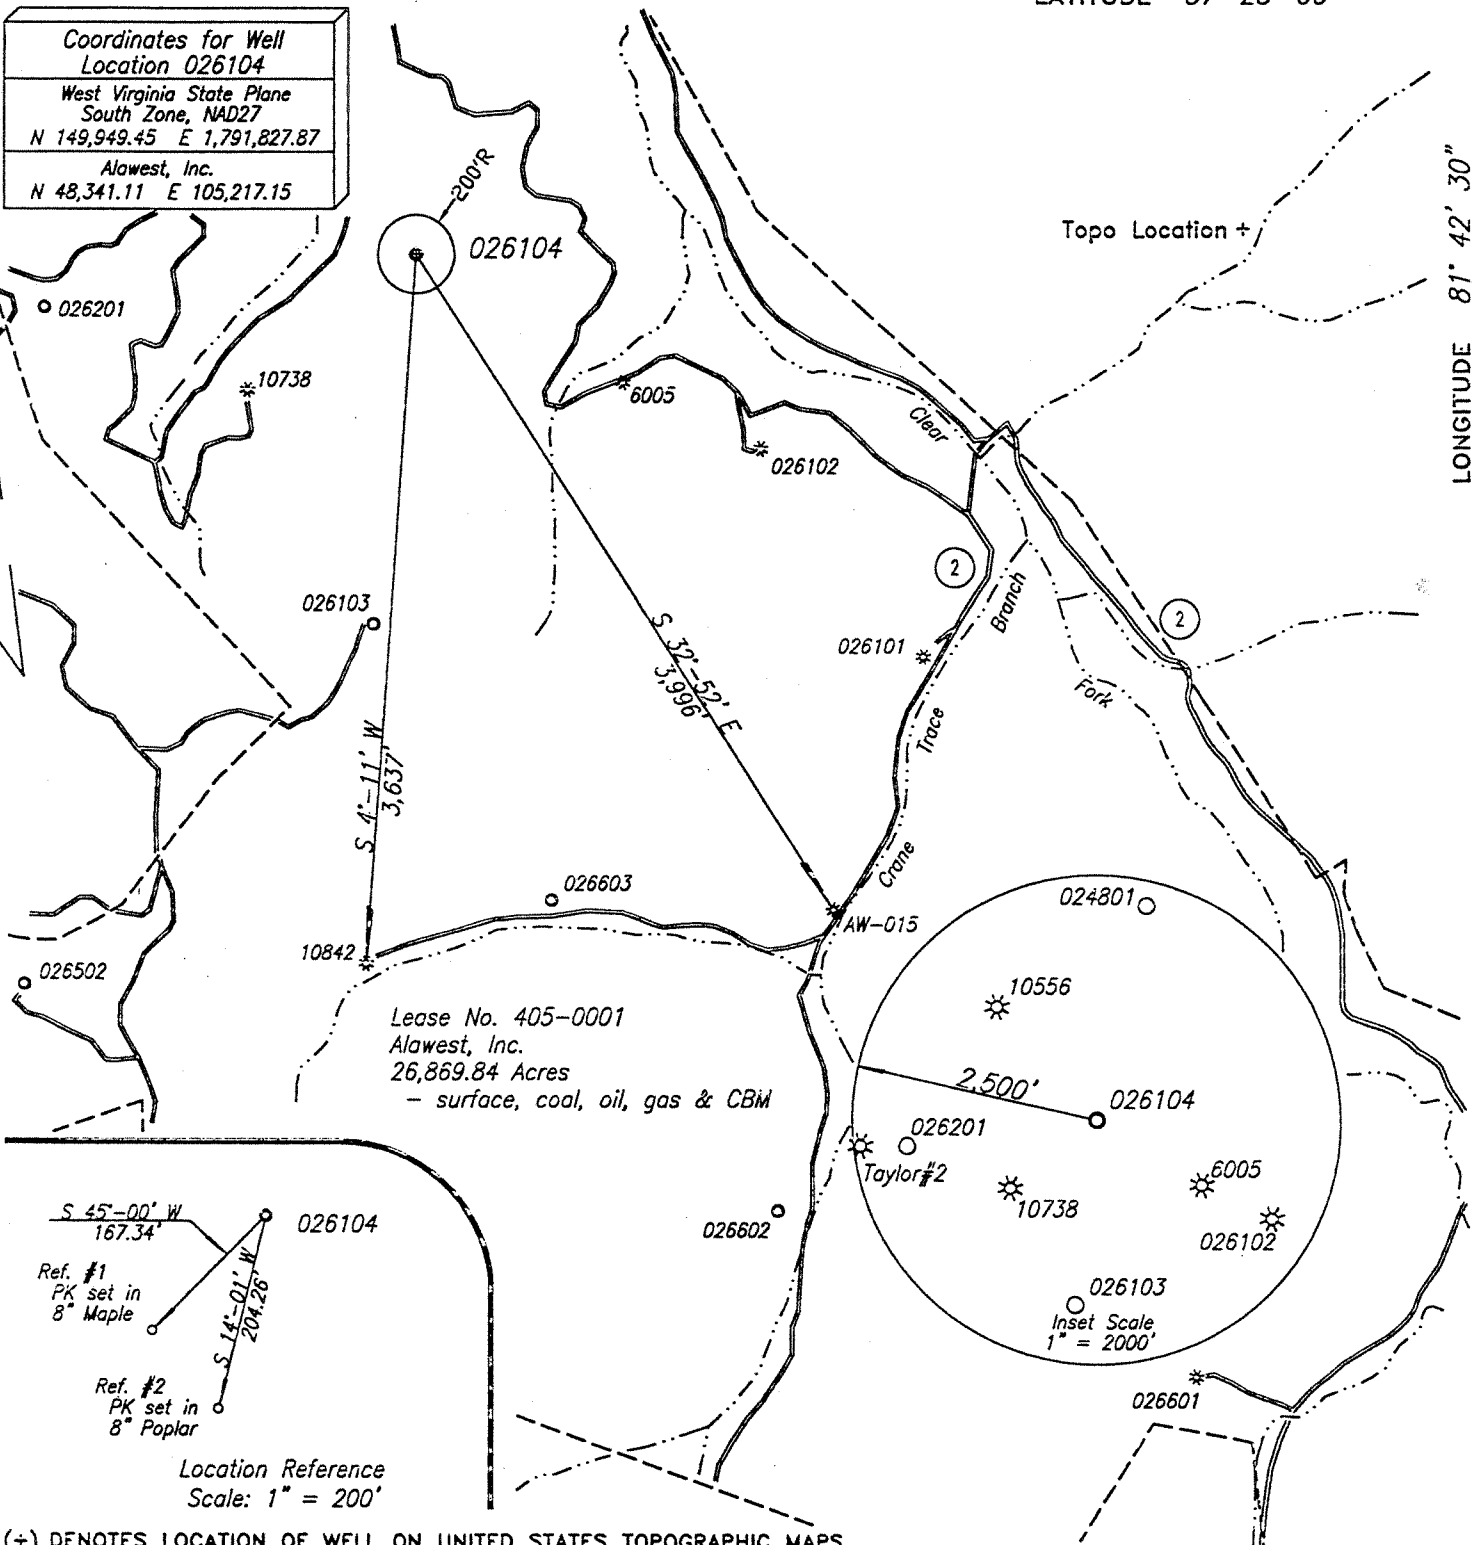 Coordinates for Well
Location 026104
West Virginia State Plane
South Zone, NAD27
N 149,949.45 E 1,791,827.87
Alawest, Inc.
N 48,341.11 E 105,217.15
LONGITUDE 81° 42' 30"
200'R
026104
Topo Location +
026201
10738
6005
Clear
026102
2
026103
Branch
2
026101
S 32°-52' E
3,996'
Fork
Trace
S 4°-11' W
3,637'
Crane
026603
024801
AW-015
10842
026502
10556
Lease No. 405-0001
Alawest, Inc.
26,869.84 Acres
- surface, coal, oil, gas & CBM
2,500'
026104
026201
Taylor#2
6005
10738
026102
026602
026103
Inset Scale
1" = 2000'
026601
S 45°-00' W
167.34'
026104
Ref. #1
PK set in
8" Maple
S 14°-01' W
204.26'
Ref. #2
PK set in
8" Poplar
Location Reference
Scale: 1" = 200'
(+) DENOTES LOCATION OF WELL ON UNITED STATES TOPOGRAPHIC MAPS